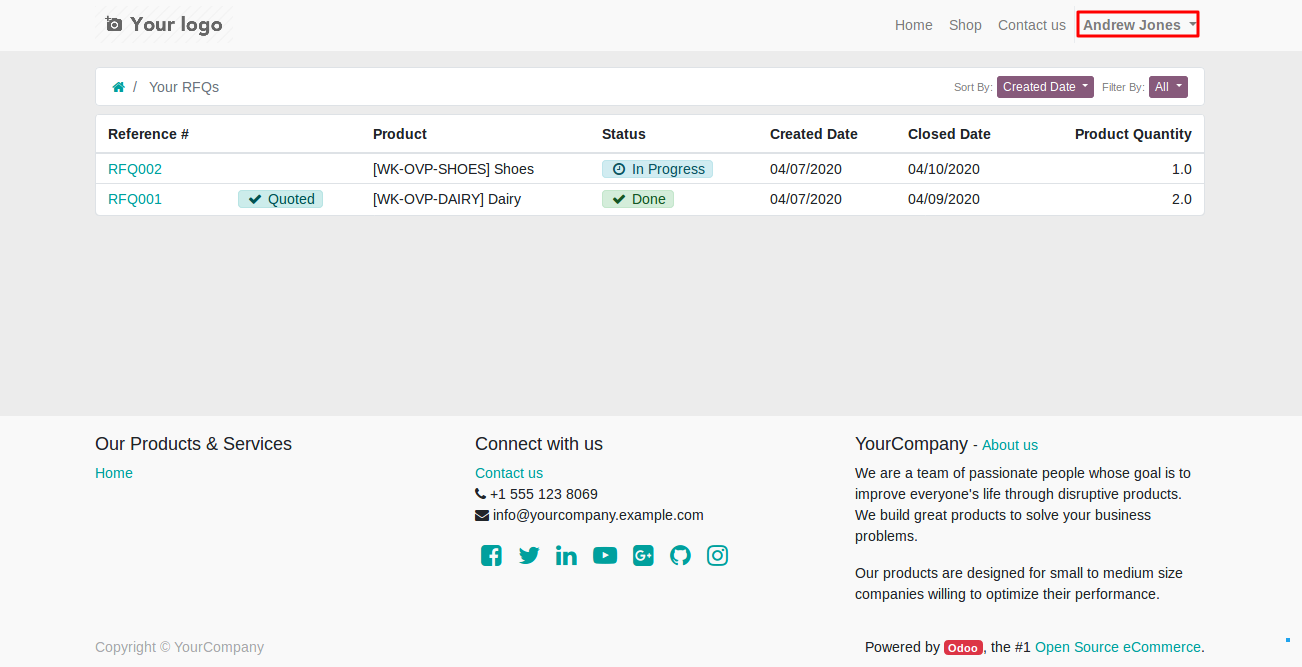 Your logo Home Shop Contact us Andrew Jones
/ Your RFQs Sort By: Created Date Filter By: All
Reference # Product Status Created Date Closed Date Product Quantity
RFQ002 [WK-OVP-SHOES] Shoes In Progress 04/07/2020 04/10/2020 1.0
RFQ001 Quoted [WK-OVP-DAIRY] Dairy Done 04/07/2020 04/09/2020 2.0
Our Products & Services
Home
Connect with us
Contact us
+1 555 123 8069
info@yourcompany.example.com
YourCompany - About us
We are a team of passionate people whose goal is to
improve everyone's life through disruptive products.
We build great products to solve your business
problems.
Our products are designed for small to medium size
companies willing to optimize their performance.
Copyright © YourCompany
Powered by Odoo, the #1 Open Source eCommerce.